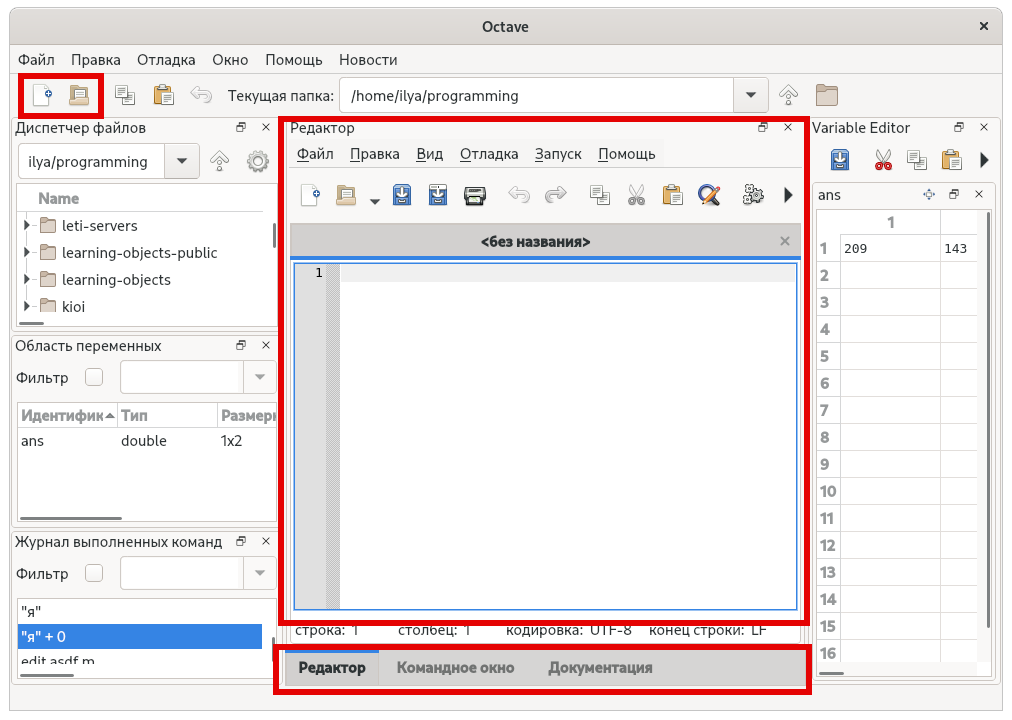 Octave
Файл Правка Отладка Окно Помощь Новости
Текущая папка: /home/ilya/programming
Диспетчер файлов
ilya/programming
Name
leti-servers
learning-objects-public
learning-objects
kioi
Область переменных
Фильтр
Идентифик Тип Размерн
ans double 1x2
Журнал выполненных команд
Фильтр
"я"
"я" + 0
edit asdf.m
Редактор
Файл Правка Вид Отладка Запуск Помощь
<без названия>
1
строка: 1 столбец: 1 кодировка: UTF-8 конец строки: LF
Редактор Командное окно Документация
Variable Editor
ans
1
1 209 143
2
3
4
5
6
7
8
9
10
11
12
13
14
15
16